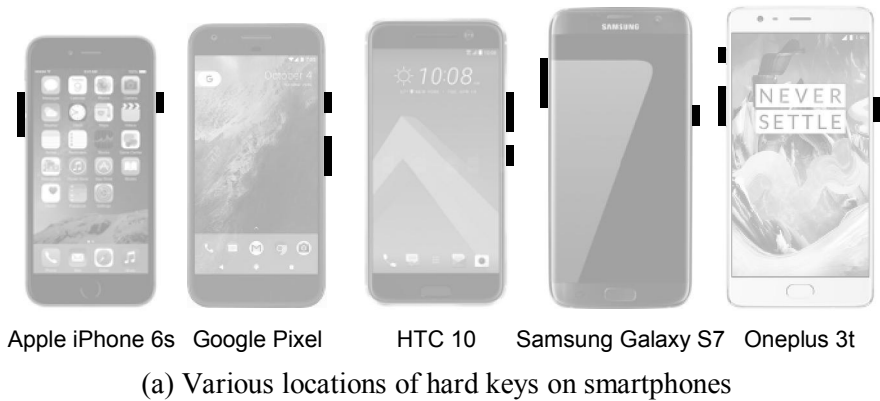 SAMSUNG
October 4
G
10:08
NEVER
SETTLE
Apple iPhone 6s Google Pixel HTC 10 Samsung Galaxy S7 Oneplus 3t
(a) Various locations of hard keys on smartphones